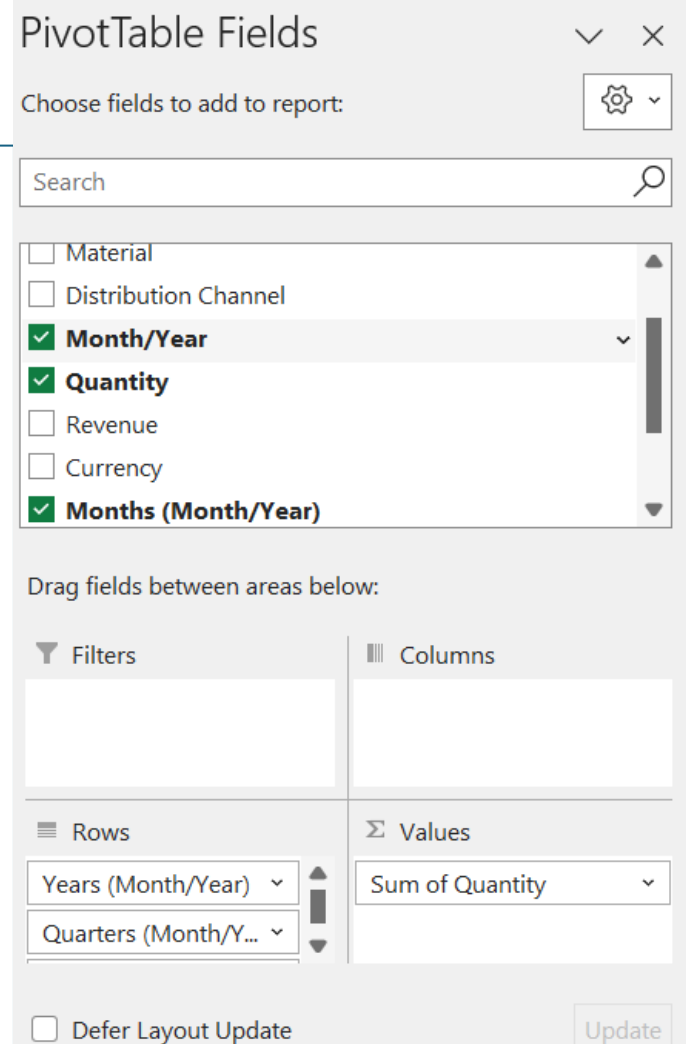 PivotTable Fields
Choose fields to add to report:
Search
Material
Distribution Channel
Month/Year
Quantity
Revenue
Currency
Months (Month/Year)
Drag fields between areas below:
Filters
Columns
Rows
Σ Values
Years (Month/Year)
Sum of Quantity
Quarters (Month/Y...
Defer Layout Update
Update